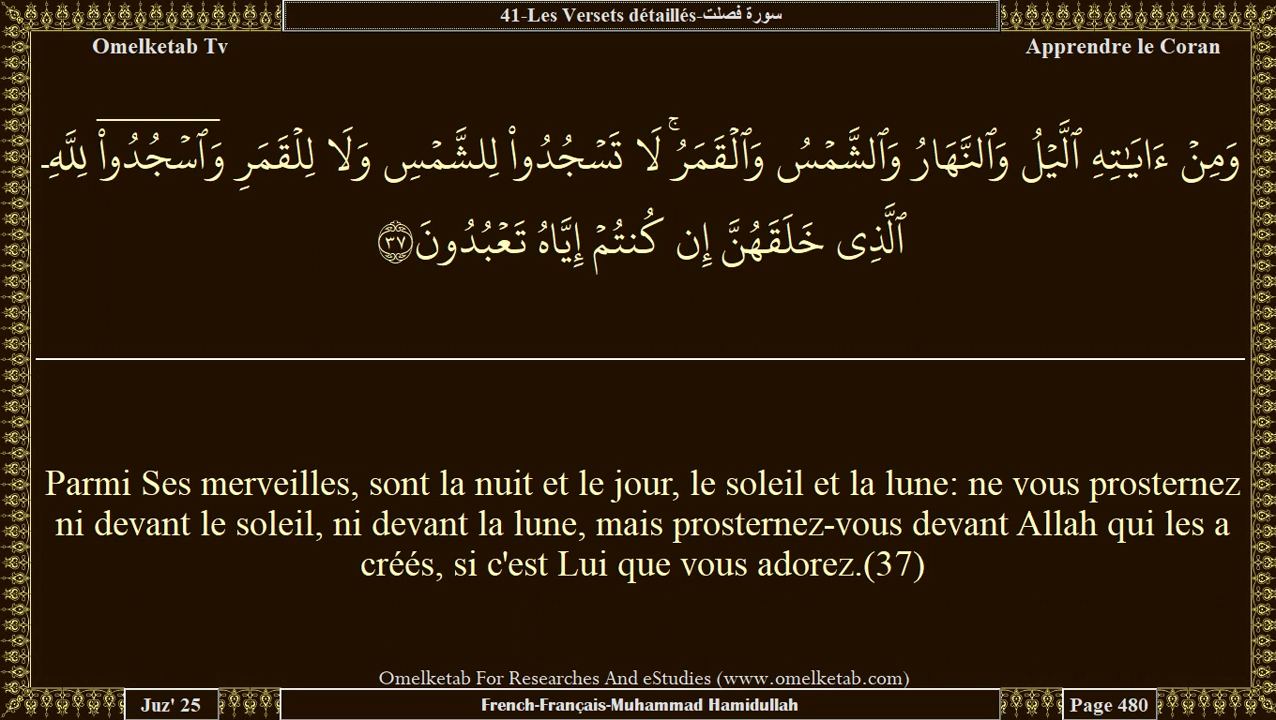 41-Les Versets détaillés-سورة فصلت
Omelketab Tv
Apprendre le Coran
وَمِنْ ءَايَـٰتِهِ ٱلَّيْلُ وَٱلنَّهَارُ وَٱلشَّمْسُ وَٱلْقَمَرُ ۚ لَا تَسْجُدُوا۟ لِلشَّمْسِ وَلَا لِلْقَمَرِ وَٱسْجُدُوا۟ لِلَّهِ
ٱلَّذِى خَلَقَهُنَّ إِن كُنتُمْ إِيَّاهُ تَعْبُدُونَ ٣٧
Parmi Ses merveilles, sont la nuit et le jour, le soleil et la lune: ne vous prosternez
ni devant le soleil, ni devant la lune, mais prosternez-vous devant Allah qui les a
créés, si c'est Lui que vous adorez.(37)
Omelketab For Researches And eStudies (www.omelketab.com)
Juz' 25
French-Français-Muhammad Hamidullah
Page 480